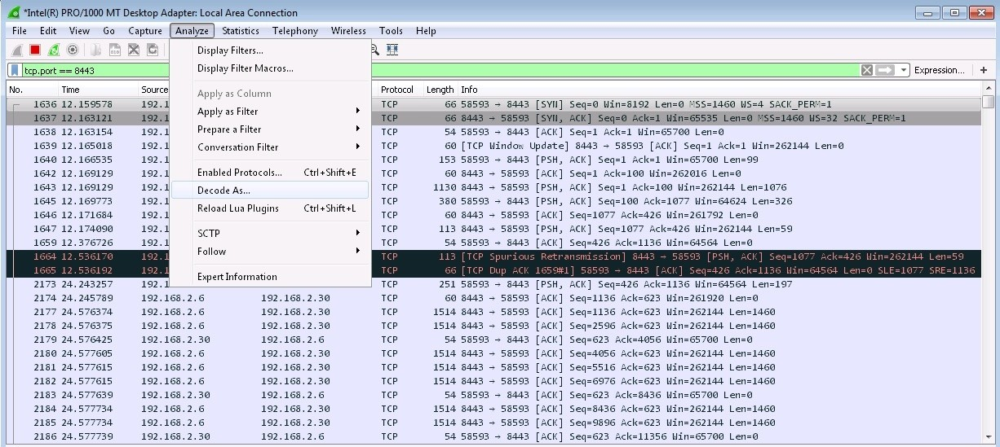 *Intel(R) PRO/1000 MT Desktop Adapter: Local Area Connection
File Edit View Go Capture Analyze Statistics Telephony Wireless Tools Help
tcp.port == 8443 Expression... +
Display Filters...
Display Filter Macros...
Apply as Column
Apply as Filter
Prepare a Filter
Conversation Filter
Enabled Protocols... Ctrl+Shift+E
Decode As...
Reload Lua Plugins Ctrl+Shift+L
SCTP
Follow
Expert Information
No. Time Source Protocol Length Info
1636 12.159578 192.1 TCP 66 58593 → 8443 [SYN] Seq=0 Win=8192 Len=0 MSS=1460 WS=4 SACK_PERM=1
1637 12.163121 192.1 TCP 66 8443 → 58593 [SYN, ACK] Seq=0 Ack=1 Win=65535 Len=0 MSS=1460 WS=32 SACK_PERM=1
1638 12.163154 192.1 TCP 54 58593 → 8443 [ACK] Seq=1 Ack=1 Win=65700 Len=0
1639 12.165018 192.1 TCP 60 [TCP Window Update] 8443 → 58593 [ACK] Seq=1 Ack=1 Win=262144 Len=0
1640 12.166535 192.1 TCP 153 58593 → 8443 [PSH, ACK] Seq=1 Ack=1 Win=65700 Len=99
1642 12.169129 192.1 TCP 60 8443 → 58593 [ACK] Seq=1 Ack=100 Win=262016 Len=0
1643 12.169129 192.1 TCP 1130 8443 → 58593 [PSH, ACK] Seq=1 Ack=100 Win=262144 Len=1076
1645 12.169773 192.1 TCP 380 58593 → 8443 [PSH, ACK] Seq=100 Ack=1077 Win=64624 Len=326
1646 12.171684 192.1 TCP 60 8443 → 58593 [ACK] Seq=1077 Ack=426 Win=261792 Len=0
1647 12.174090 192.1 TCP 113 8443 → 58593 [PSH, ACK] Seq=1077 Ack=426 Win=262144 Len=59
1659 12.376726 192.1 TCP 54 58593 → 8443 [ACK] Seq=426 Ack=1136 Win=64564 Len=0
1664 12.536170 192.1 TCP 113 [TCP Spurious Retransmission] 8443 → 58593 [PSH, ACK] Seq=1077 Ack=426 Win=262144 Len=59
1665 12.536192 192.1 TCP 66 [TCP Dup ACK 1659#1] 58593 → 8443 [ACK] Seq=426 Ack=1136 Win=64564 Len=0 SLE=1077 SRE=1136
2173 24.243257 192.1 TCP 251 58593 → 8443 [PSH, ACK] Seq=426 Ack=1136 Win=64564 Len=197
2174 24.245789 192.168.2.6 192.168.2.30 TCP 60 8443 → 58593 [ACK] Seq=1136 Ack=623 Win=261920 Len=0
2177 24.576374 192.168.2.6 192.168.2.30 TCP 1514 8443 → 58593 [ACK] Seq=1136 Ack=623 Win=262144 Len=1460
2178 24.576375 192.168.2.6 192.168.2.30 TCP 1514 8443 → 58593 [ACK] Seq=2596 Ack=623 Win=262144 Len=1460
2179 24.576425 192.168.2.30 192.168.2.6 TCP 54 58593 → 8443 [ACK] Seq=623 Ack=4056 Win=65700 Len=0
2180 24.577605 192.168.2.6 192.168.2.30 TCP 1514 8443 → 58593 [ACK] Seq=4056 Ack=623 Win=262144 Len=1460
2181 24.577615 192.168.2.6 192.168.2.30 TCP 1514 8443 → 58593 [ACK] Seq=5516 Ack=623 Win=262144 Len=1460
2182 24.577615 192.168.2.6 192.168.2.30 TCP 1514 8443 → 58593 [ACK] Seq=6976 Ack=623 Win=262144 Len=1460
2183 24.577639 192.168.2.30 192.168.2.6 TCP 54 58593 → 8443 [ACK] Seq=623 Ack=8436 Win=65700 Len=0
2184 24.577734 192.168.2.6 192.168.2.30 TCP 1514 8443 → 58593 [ACK] Seq=8436 Ack=623 Win=262144 Len=1460
2185 24.577734 192.168.2.6 192.168.2.30 TCP 1514 8443 → 58593 [ACK] Seq=9896 Ack=623 Win=262144 Len=1460
2186 24.577739 192.168.2.30 192.168.2.6 TCP 54 58593 → 8443 [ACK] Seq=623 Ack=11356 Win=65700 Len=0